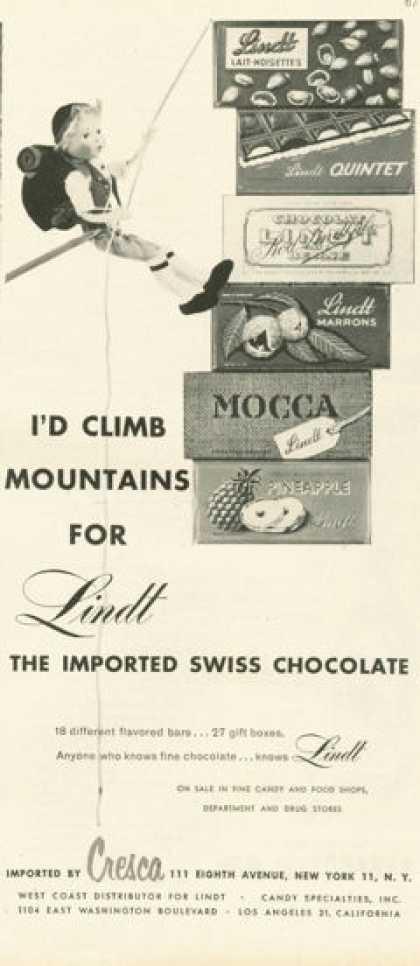 Lindt
LAIT-NOISETTES
Lindt QUINTET
CHOCOLAT
LINDT
Lindt
MARRONS
MOCCA
Lindt
PINEAPPLE
Lindt
I'D CLIMB
MOUNTAINS
FOR
Lindt
THE IMPORTED SWISS CHOCOLATE
18 different flavored bars...27 gift boxes.
Anyone who knows fine chocolate...knows Lindt
ON SALE IN FINE CANDY AND FOOD SHOPS,
DEPARTMENT AND DRUG STORES
IMPORTED BY Cresca 111 EIGHTH AVENUE, NEW YORK 11, N. Y.
WEST COAST DISTRIBUTOR FOR LINDT · CANDY SPECIALTIES, INC.
1104 EAST WASHINGTON BOULEVARD · LOS ANGELES 21, CALIFORNIA